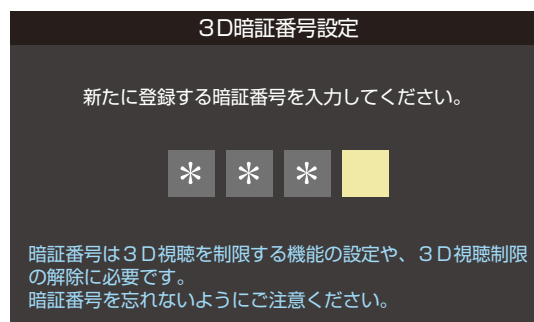 ３D暗証番号設定
新たに登録する暗証番号を入力してください。
＊ ＊ ＊
暗証番号は３D視聴を制限する機能の設定や、３D視聴制限
の解除に必要です。
暗証番号を忘れないようにご注意ください。